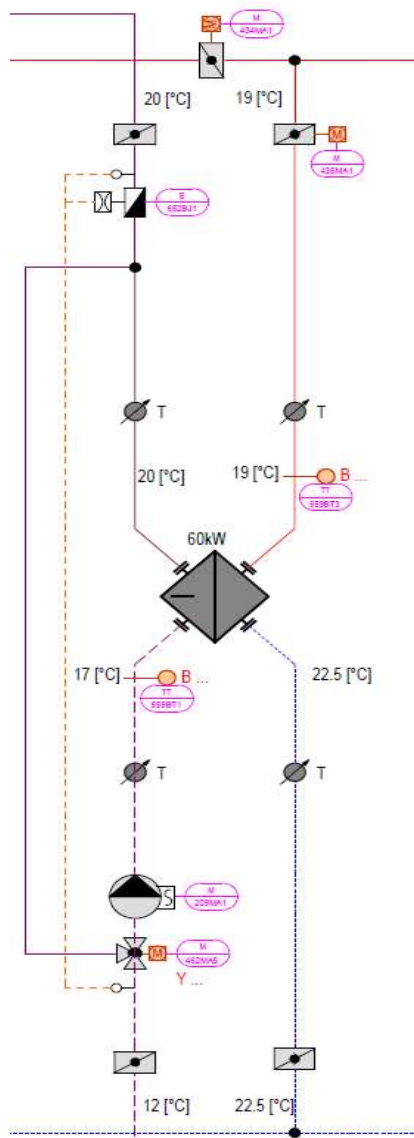 M
434MA1
20 [°C]
19 [°C]
M
M
435MA1
E
652BJ1
T
T
20 [°C]
19 [°C]
B ...
TT
559BT3
60kW
17 [°C]
B ...
TT
559BT1
22.5 [°C]
T
T
S
M
209MA1
M
M
462MA5
Y ...
12 [°C]
22.5 [°C]